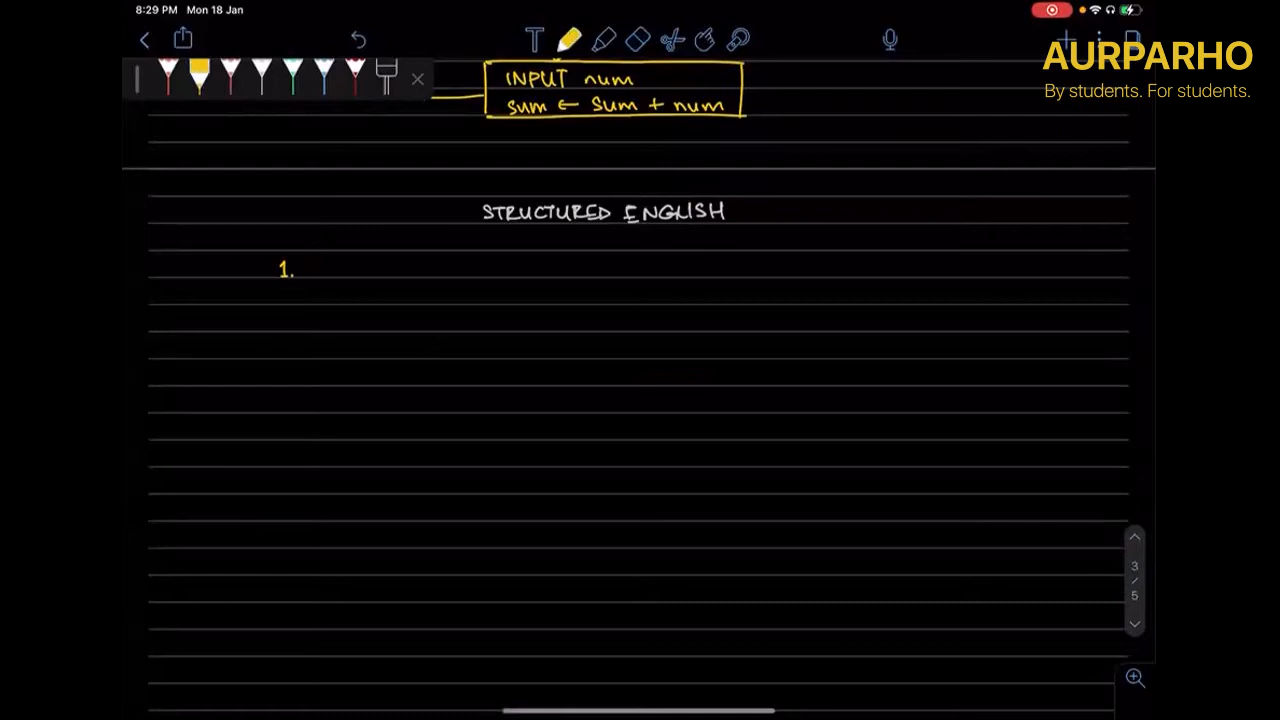 8:29 PM Mon 18 Jan
AURPARHO
By students. For students.
T
INPUT num
sum ← sum + num
STRUCTURED ENGLISH
1.
3
/
5